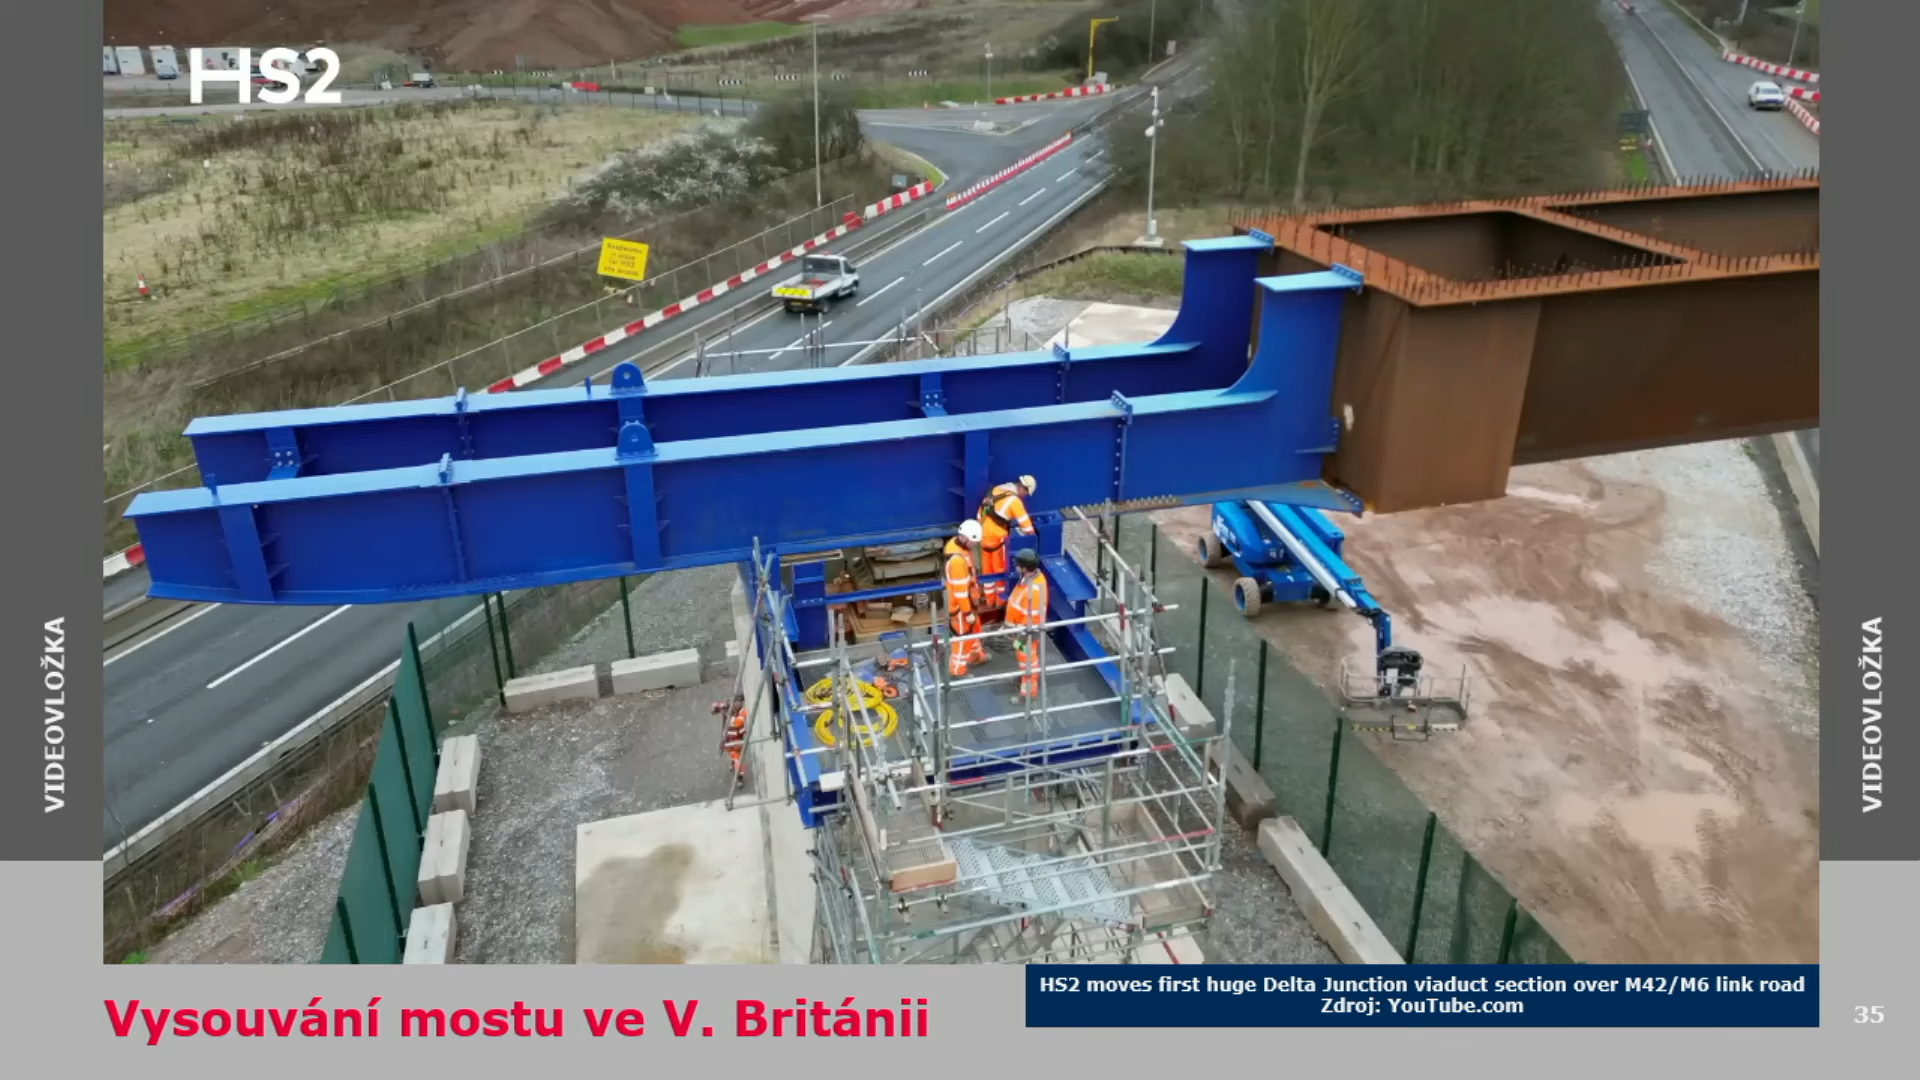 HS2
VIDEOVLOŽKA
VIDEOVLOŽKA
Vysouvání mostu ve V. Británii
HS2 moves first huge Delta Junction viaduct section over M42/M6 link road
Zdroj: YouTube.com
35